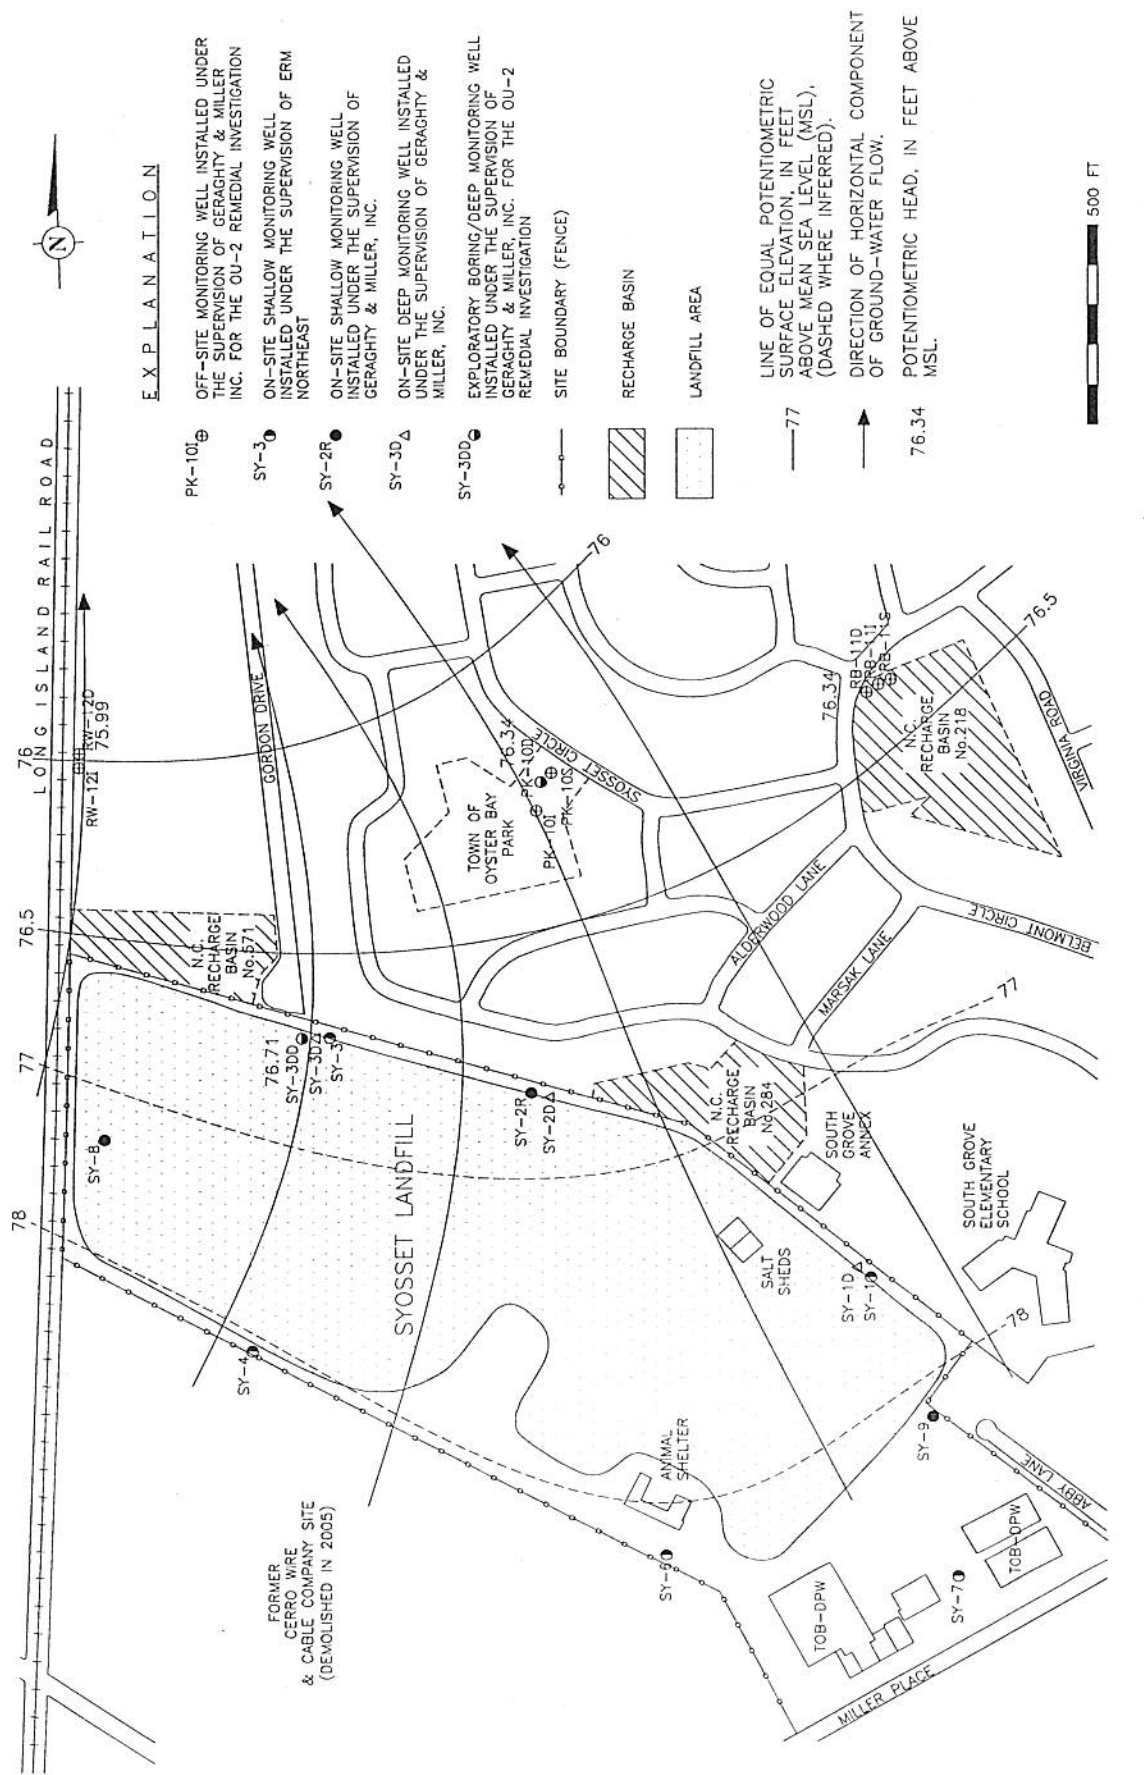 EXPLANATION
PK-10I
OFF-SITE MONITORING WELL INSTALLED UNDER
THE SUPERVISION OF GERAGHTY & MILLER
INC. FOR THE OU-2 REMEDIAL INVESTIGATION
SY-3
ON-SITE SHALLOW MONITORING WELL
INSTALLED UNDER THE SUPERVISION OF ERM
NORTHEAST
SY-2R
ON-SITE SHALLOW MONITORING WELL
INSTALLED UNDER THE SUPERVISION OF
GERAGHTY & MILLER, INC.
SY-3D
ON-SITE DEEP MONITORING WELL INSTALLED
UNDER THE SUPERVISION OF GERAGHTY &
MILLER, INC.
SY-3DD
EXPLORATORY BORING/DEEP MONITORING WELL
INSTALLED UNDER THE SUPERVISION OF
GERAGHTY & MILLER, INC. FOR THE OU-2
REMEDIAL INVESTIGATION
SITE BOUNDARY (FENCE)
RECHARGE BASIN
LANDFILL AREA
77
LINE OF EQUAL POTENTIOMETRIC
SURFACE ELEVATION, IN FEET
ABOVE MEAN SEA LEVEL (MSL),
(DASHED WHERE INFERRED).
DIRECTION OF HORIZONTAL COMPONENT
OF GROUND-WATER FLOW.
76.34
POTENTIOMETRIC HEAD, IN FEET ABOVE
MSL.
500 FT
N
LONG ISLAND RAIL ROAD
78
77
76.5
76
RW-12I
RW-12D
75.99
GORDON DRIVE
N.C.
RECHARGE
BASIN
No.571
SY-8
76.71
SY-3DD
SY-3D
SY-3
SY-4
SYOSSET LANDFILL
SY-2R
SY-2D
TOWN OF
OYSTER BAY
PARK
76.34
PK-10D
PK-10I
PK-10S
SYOSSET CIRCLE
76
FORMER
CERRO WIRE
& CABLE COMPANY SITE
(DEMOLISHED IN 2005)
ANIMAL
SHELTER
SY-6
N.C.
RECHARGE
BASIN
No.284
SALT
SHEDS
SOUTH
GROVE
ANNEX
ALDERWOOD LANE
MARSAK LANE
76.34
RB-11D
RB-11I
RB-11S
N.C.
RECHARGE
BASIN
No.218
76.5
VIRGINIA ROAD
BELMONT CIRCLE
77
SY-1D
SY-1
SOUTH GROVE
ELEMENTARY
SCHOOL
78
SY-9
ABBY LANE
TOB-DPW
TOB-DPW
SY-7
MILLER PLACE